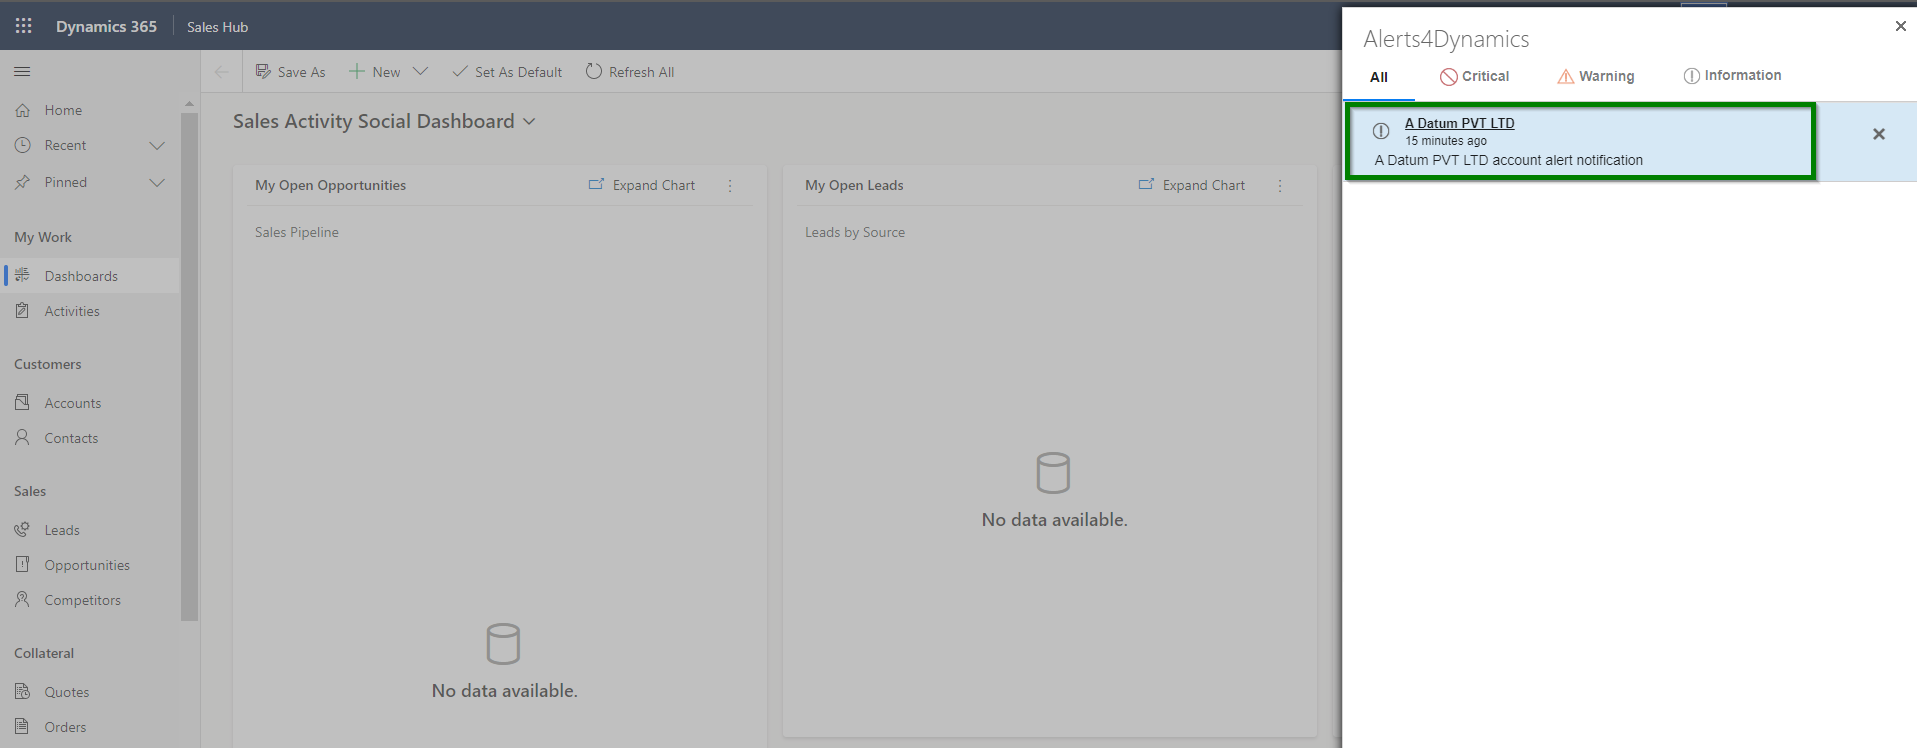 Dynamics 365
Sales Hub
Home
Recent
Pinned
My Work
Dashboards
Activities
Customers
Accounts
Contacts
Sales
Leads
Opportunities
Competitors
Collateral
Quotes
Orders
Save As
New
Set As Default
Refresh All
Sales Activity Social Dashboard
My Open Opportunities
Expand Chart
Sales Pipeline
No data available.
My Open Leads
Expand Chart
Leads by Source
No data available.
Alerts4Dynamics
All
Critical
Warning
Information
A Datum PVT LTD
15 minutes ago
A Datum PVT LTD account alert notification